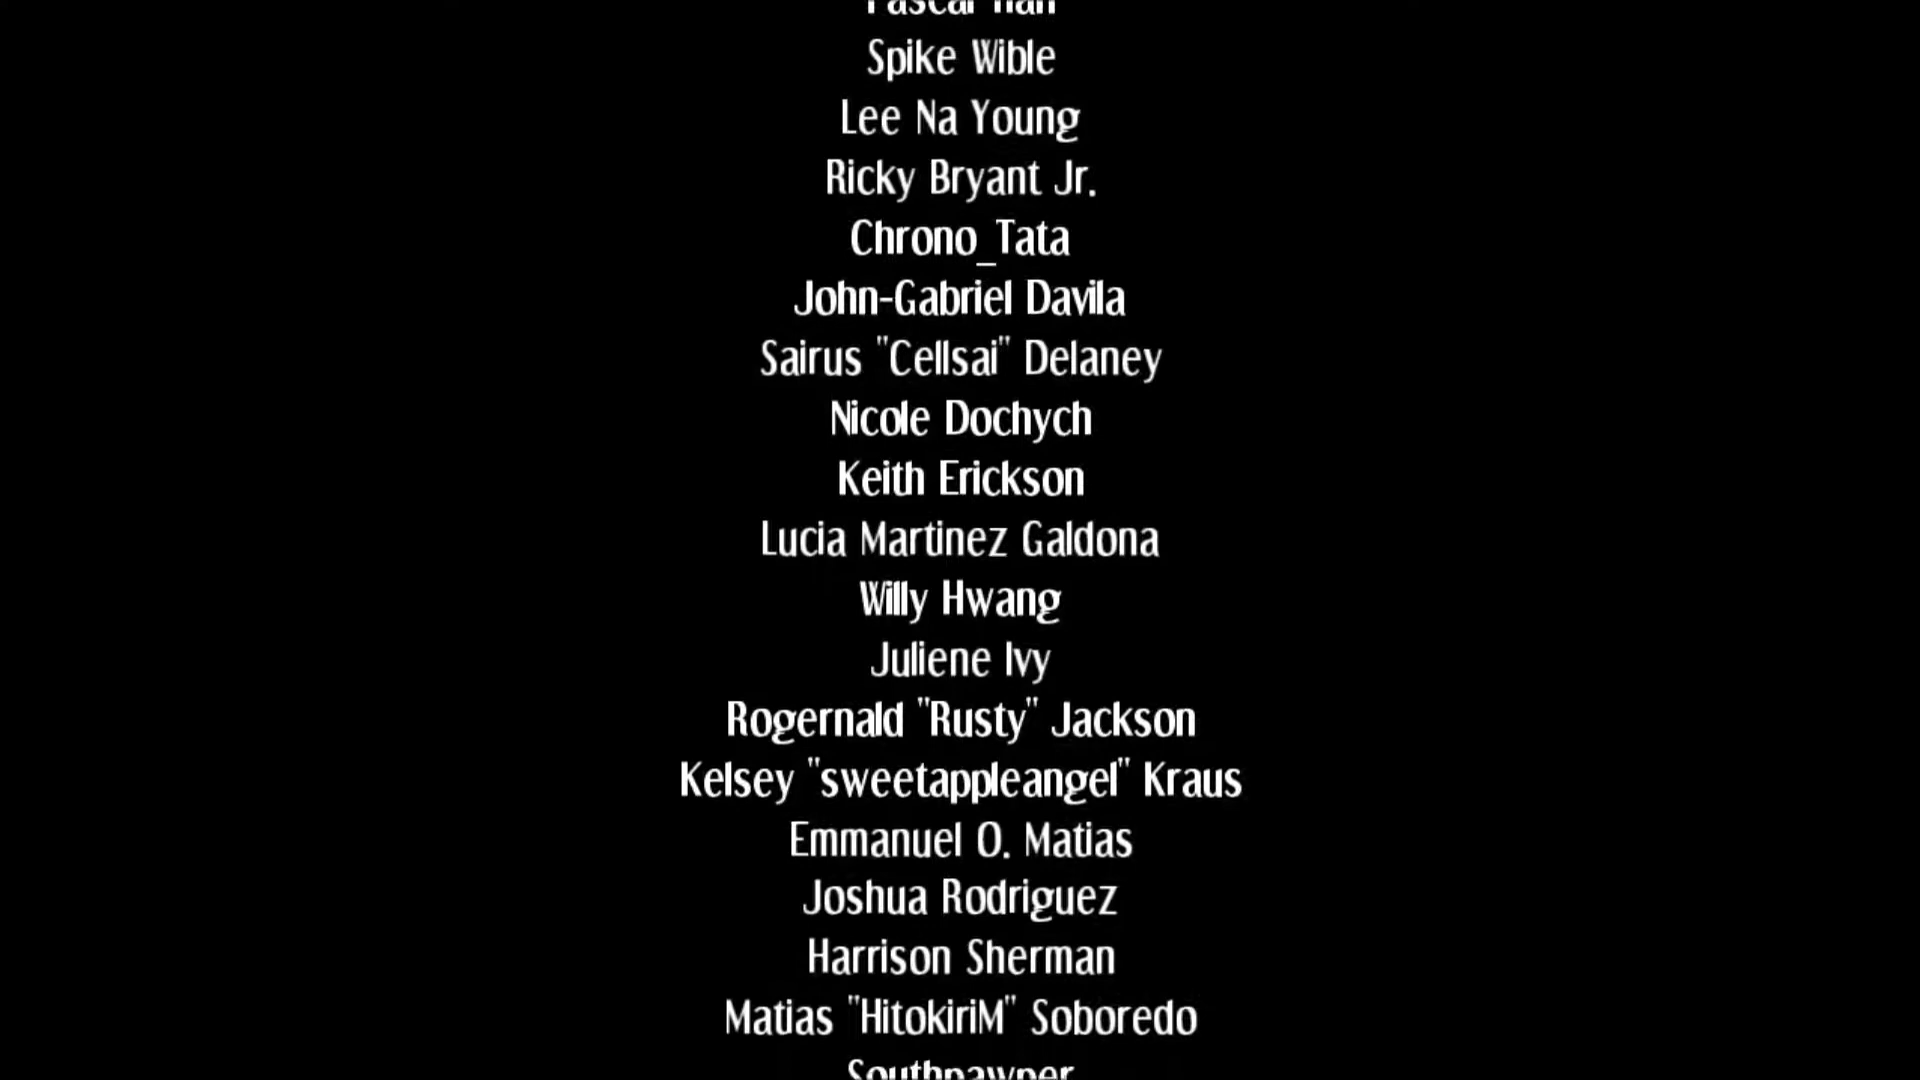 Spike Wible
Lee Na Young
Ricky Bryant Jr.
Chrono_Tata
John-Gabriel Davila
Sairus "Cellsai" Delaney
Nicole Dochych
Keith Erickson
Lucia Martinez Galdona
Willy Hwang
Juliene Ivy
Rogernald "Rusty" Jackson
Kelsey "sweetappleangel" Kraus
Emmanuel O. Matias
Joshua Rodriguez
Harrison Sherman
Matias "HitokiriM" Soboredo
Southpawper